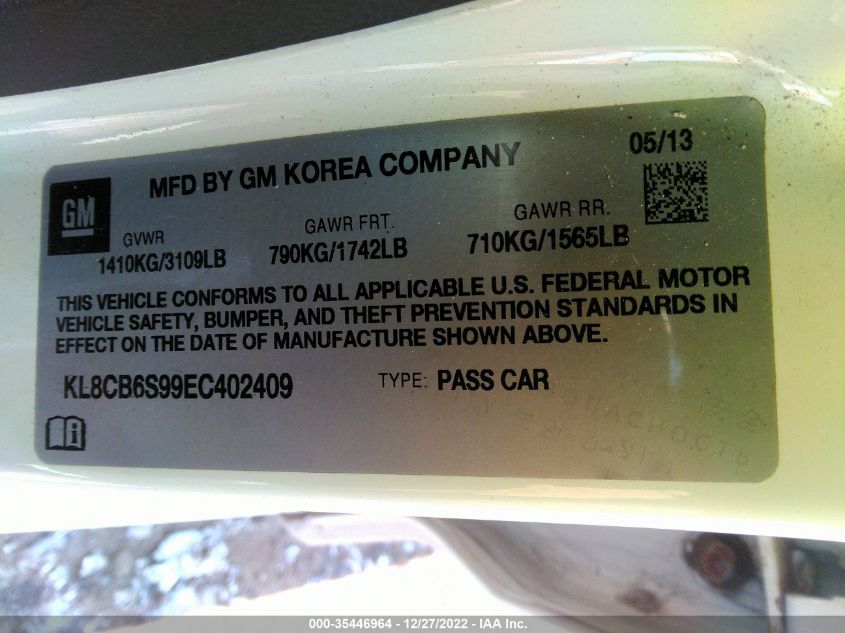 MFD BY GM KOREA COMPANY
05/13
GM
GVWR
GAWR FRT.
GAWR RR.
1410KG/3109LB
790KG/1742LB
710KG/1565LB
THIS VEHICLE CONFORMS TO ALL APPLICABLE U.S. FEDERAL MOTOR
VEHICLE SAFETY, BUMPER, AND THEFT PREVENTION STANDARDS IN
EFFECT ON THE DATE OF MANUFACTURE SHOWN ABOVE.
KL8CB6S99EC402409
TYPE: PASS CAR
000-35446964 - 12/27/2022 - IAA Inc.